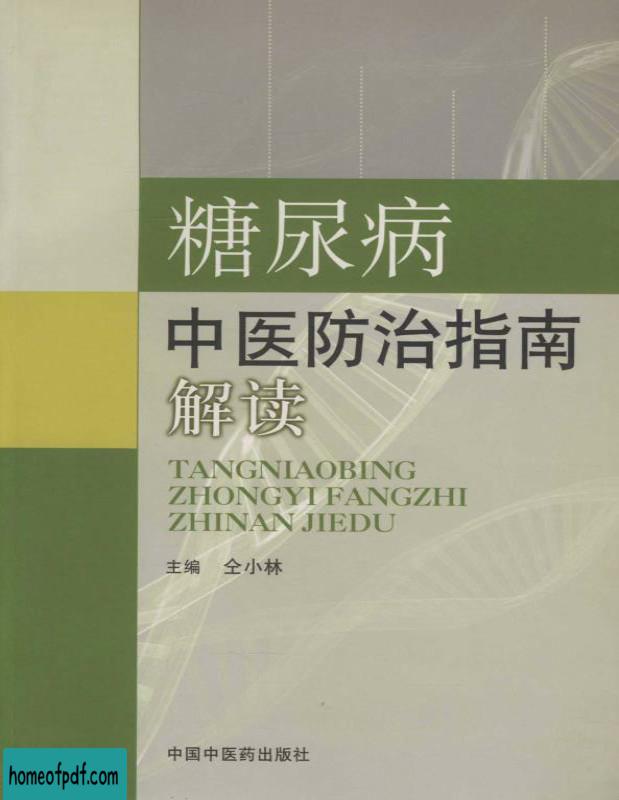 糖尿病
中医防治指南
解读
TANGNIAOBING
ZHONGYI FANGZHI
ZHINAN JIEDU
主编 仝小林
中国中医药出版社
homeofpdf.com